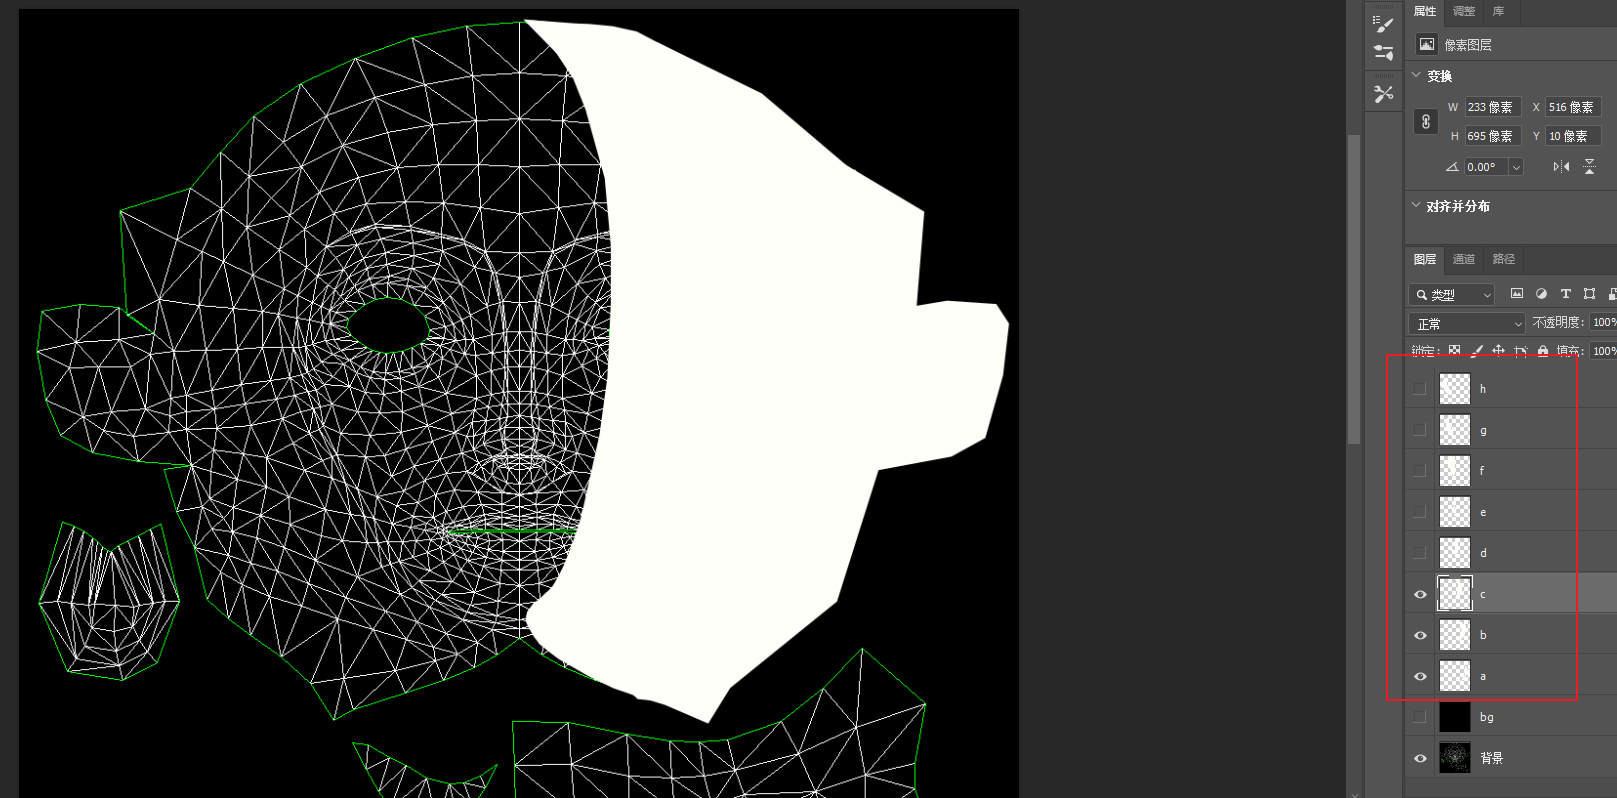 属性 调整 库
像素图层
变换
W 233 像素 X 516 像素
H 695 像素 Y 10 像素
0.00°
对齐并分布
图层 通道 路径
类型
正常 不透明度: 100%
锁定: 填充: 100%
h
g
f
e
d
c
b
a
bg
背景